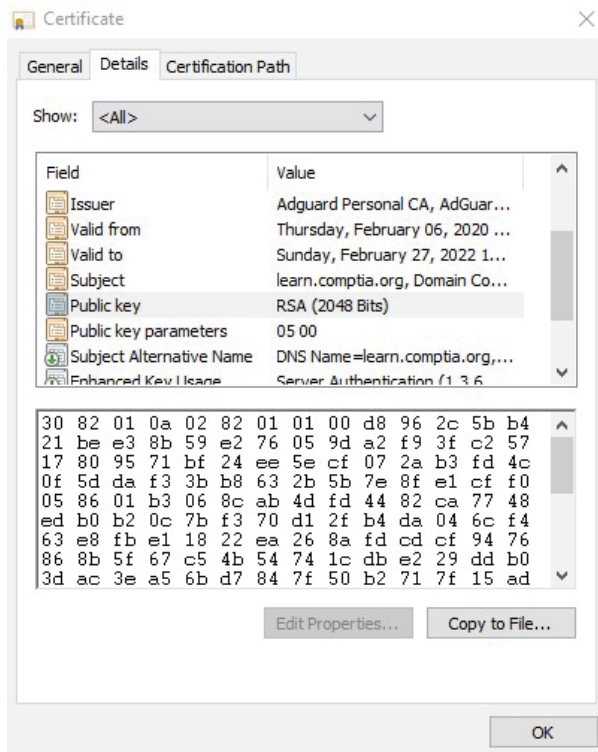 Certificate
General Details Certification Path
Show: <All>
Field Value
Issuer Adguard Personal CA, AdGuar...
Valid from Thursday, February 06, 2020 ...
Valid to Sunday, February 27, 2022 1...
Subject learn.comptia.org, Domain Co...
Public key RSA (2048 Bits)
Public key parameters 05 00
Subject Alternative Name DNS Name=learn.comptia.org,...
Enhanced Key Usage Server Authentication (1.3.6....
30 82 01 0a 02 82 01 01 00 d8 96 2c 5b b4
21 be e3 8b 59 e2 76 05 9d a2 f9 3f c2 57
17 80 95 71 bf 24 ee 5e cf 07 2a b3 fd 4c
0f 5d da f3 3b b8 63 2b 5b 7e 8f e1 cf f0
05 86 01 b3 06 8c ab 4d fd 44 82 ca 77 48
ed b0 b2 0c 7b f3 70 d1 2f b4 da 04 6c f4
63 e8 fb e1 18 22 ea 26 8a fd cd cf 94 76
86 8b 5f 67 c5 4b 54 74 1c db e2 29 dd b0
3d ac 3e a5 6b d7 84 7f 50 b2 71 7f 15 ad
Edit Properties... Copy to File...
OK